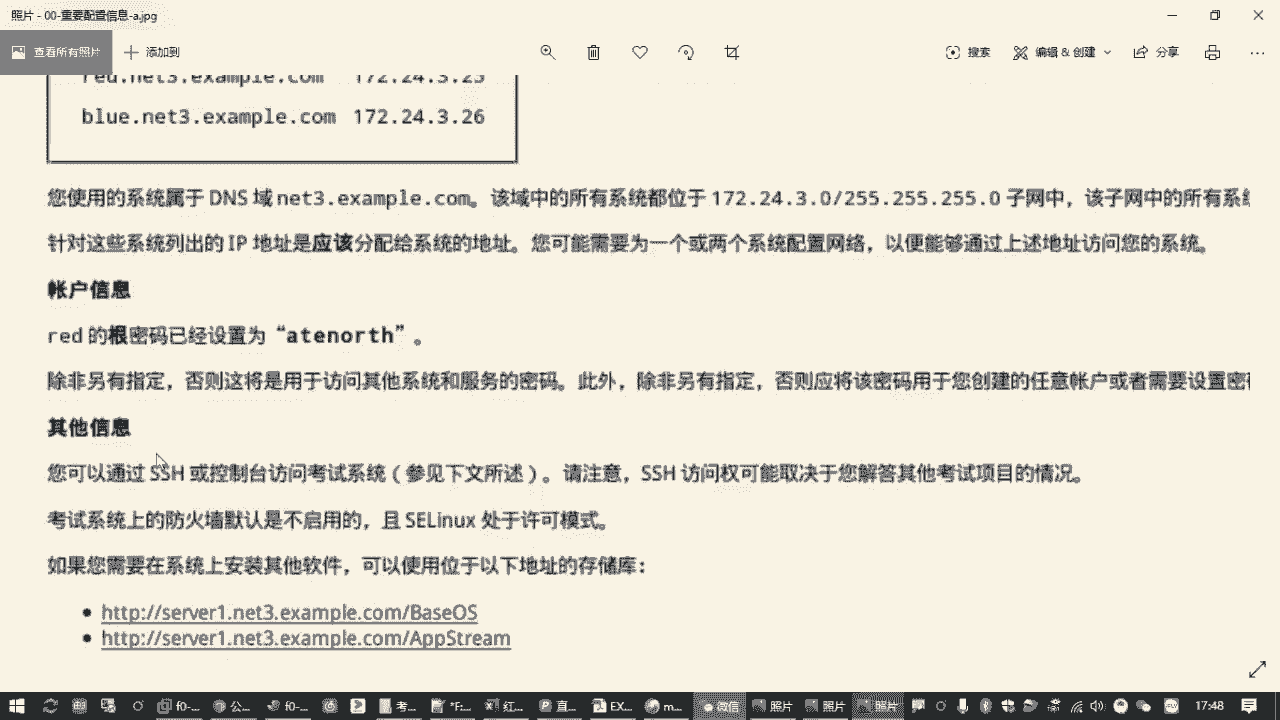 照片 - 00-重要配置信息-a.jpg
查看所有照片 添加到 搜索 编辑 & 创建 分享
red.net3.example.com 172.24.3.25
blue.net3.example.com 172.24.3.26
您使用的系统属于 DNS 域 net3.example.com。该域中的所有系统都位于 172.24.3.0/255.255.255.0 子网中，该子网中的所有系
针对这些系统列出的 IP 地址是应该分配给系统的地址。您可能需要为一个或两个系统配置网络，以便能够通过上述地址访问您的系统。
帐户信息
red 的根密码已经设置为“atenorth”。
除非另有指定，否则这将是用于访问其他系统和服务的密码。此外，除非另有指定，否则应将该密码用于您创建的任意帐户或者需要设置密
其他信息
您可以通过 SSH 或控制台访问考试系统 ( 参见下文所述 ) 。请注意，SSH 访问权可能取决于您解答其他考试项目的情况。
考试系统上的防火墙默认是不启用的，且 SELinux 处于许可模式。
如果您需要在系统上安装其他软件，可以使用位于以下地址的存储库：
http://server1.net3.example.com/BaseOS
http://server1.net3.example.com/AppStream
f0-... 公... f0-... 考... *F... 红... 直... EX... m... 微信 照片 照片 照片 17:48